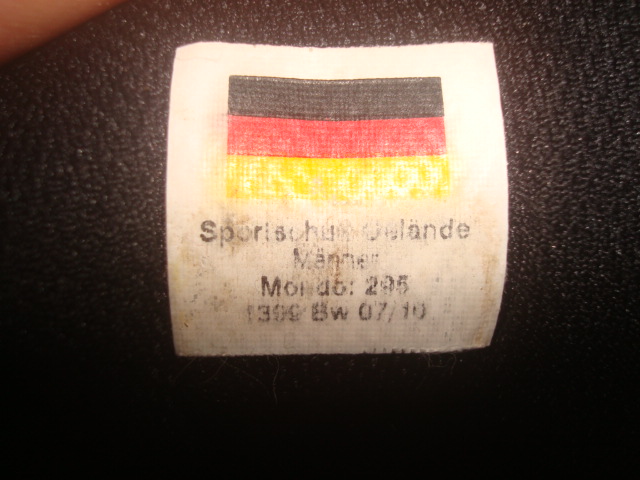 Sportschuh Gelände
Männer
Mondo: 295
1399 Bw 07/10